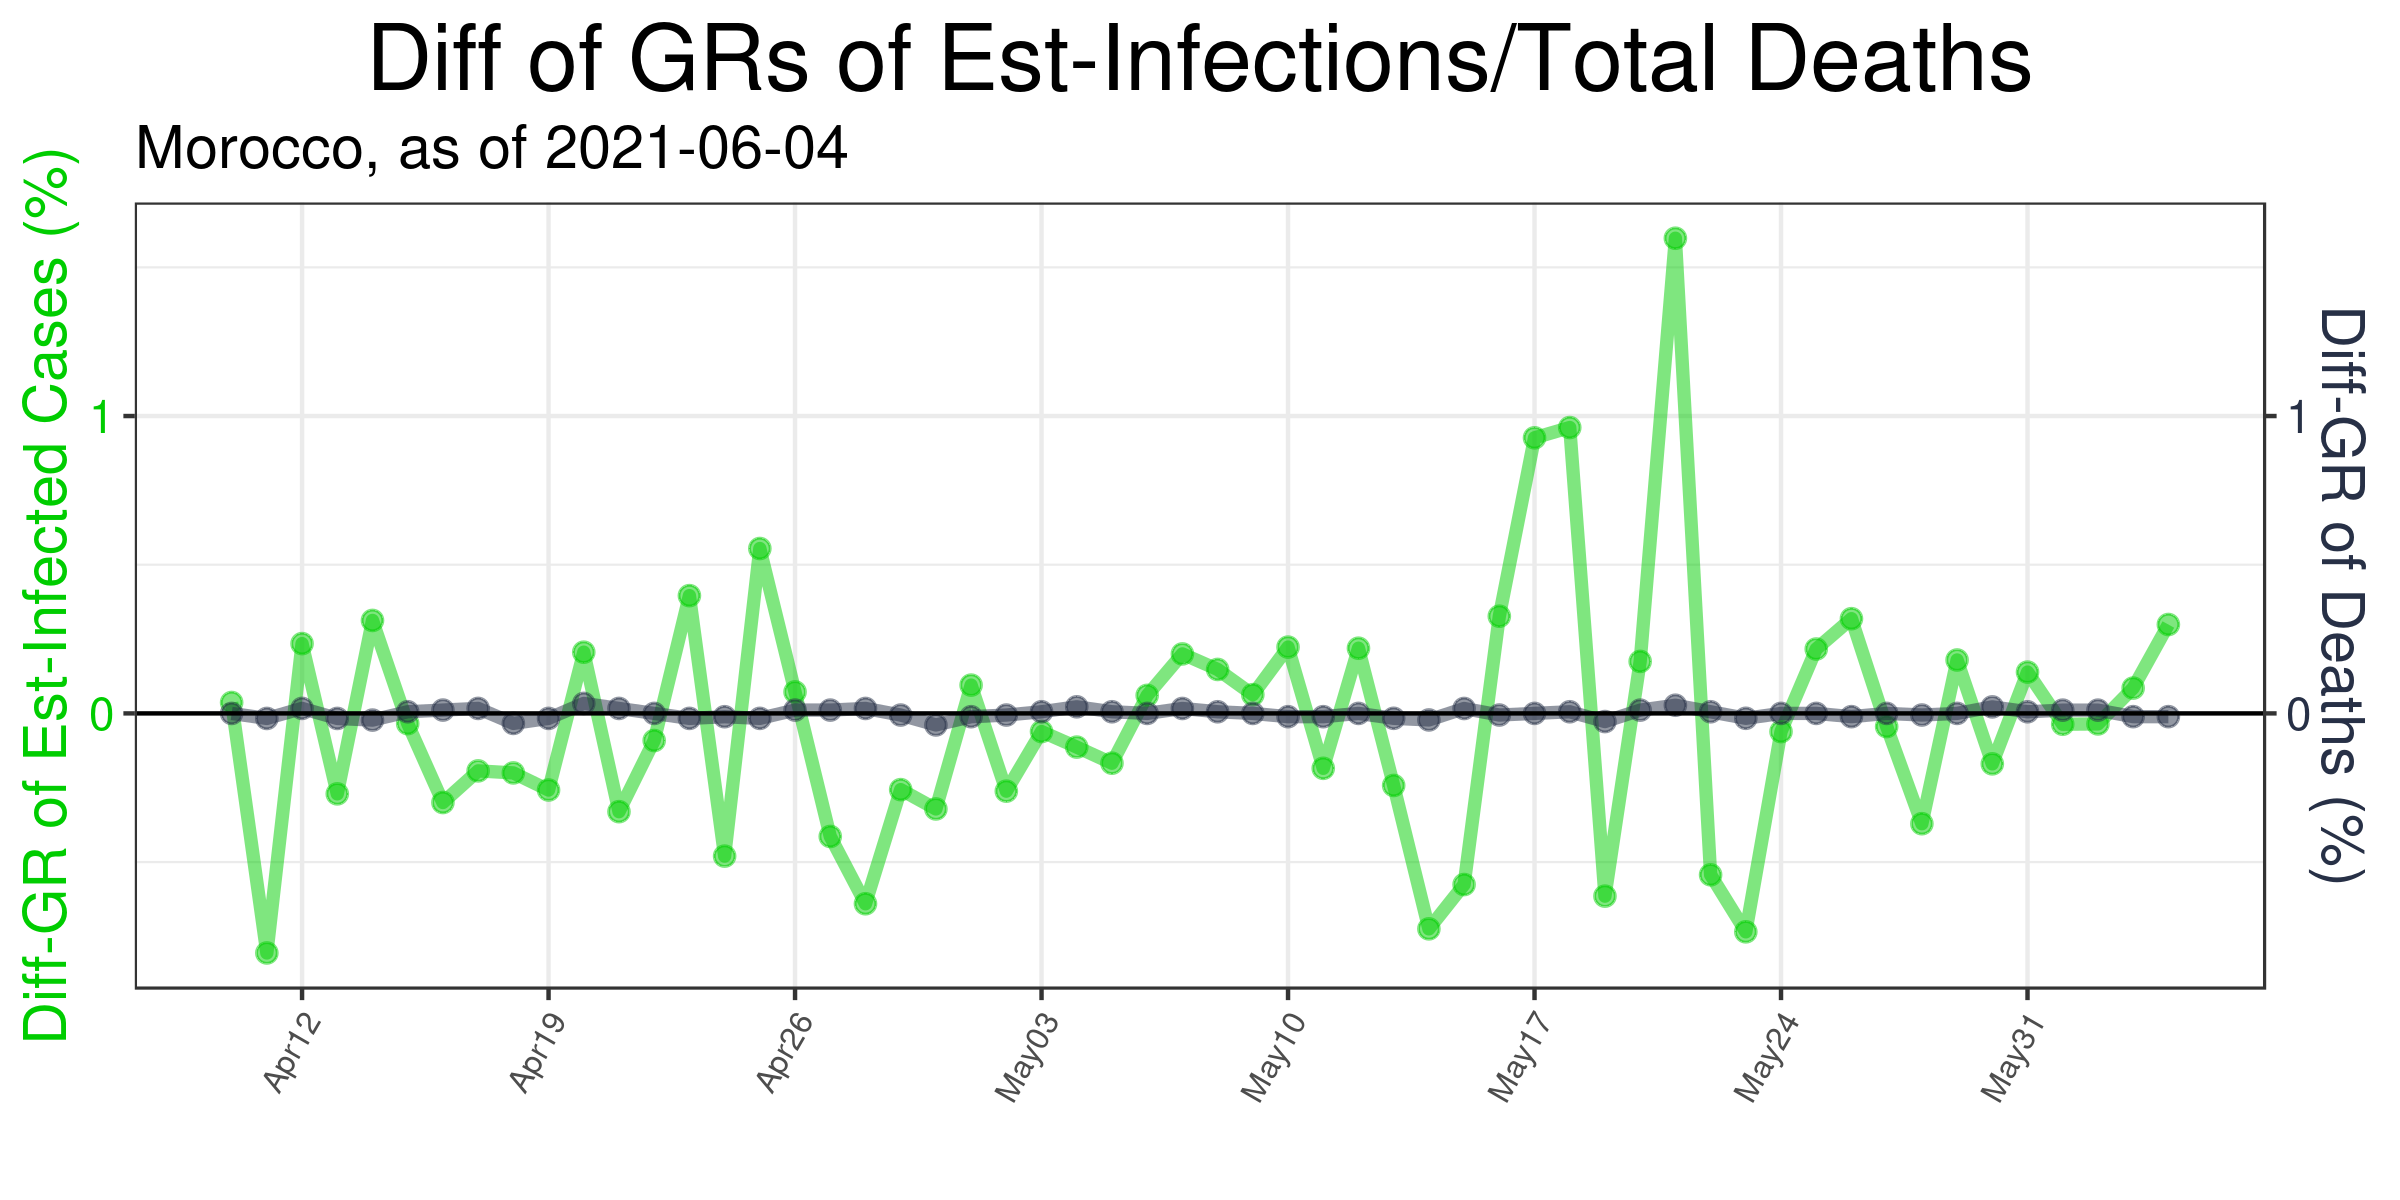 Diff of GRs of Est-Infections/Total Deaths
Morocco, as of 2021-06-04
Diff-GR of Est-Infected Cases (%)
1
0
1
0
Diff-GR of Deaths (%)
Apr12
Apr19
Apr26
May03
May10
May17
May24
May31